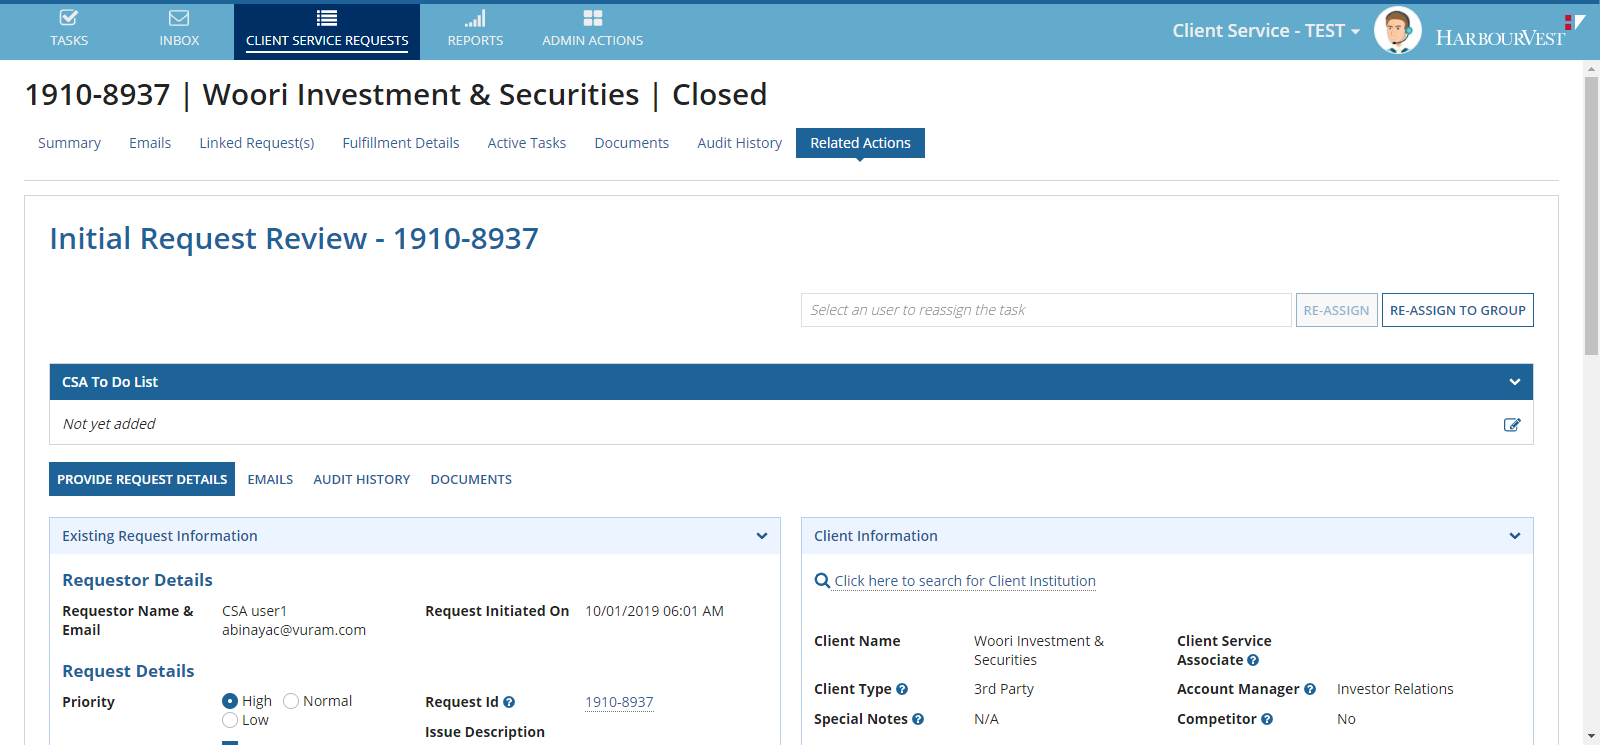 TASKS INBOX CLIENT SERVICE REQUESTS REPORTS ADMIN ACTIONS Client Service - TEST HARBOURVEST
1910-8937 | Woori Investment & Securities | Closed
Summary Emails Linked Request(s) Fulfillment Details Active Tasks Documents Audit History Related Actions
Initial Request Review - 1910-8937
Select an user to reassign the task RE-ASSIGN RE-ASSIGN TO GROUP
CSA To Do List
Not yet added
PROVIDE REQUEST DETAILS EMAILS AUDIT HISTORY DOCUMENTS
Existing Request Information
Requestor Details
Requestor Name & Email CSA user1 abinayac@vuram.com Request Initiated On 10/01/2019 06:01 AM
Request Details
Priority High Normal Low Request Id 1910-8937
Issue Description
Client Information
Click here to search for Client Institution
Client Name Woori Investment & Securities Client Service Associate
Client Type 3rd Party Account Manager Investor Relations
Special Notes N/A Competitor No